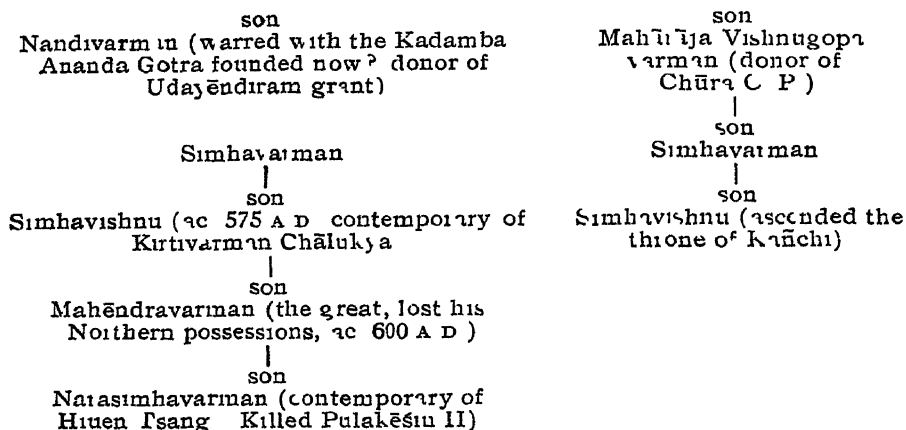 son
Nandivarman (warred with the Kadamba
Ananda Gotra founded now? donor of
Udayēndiram grant)
Simhavarman
son
Simhavishnu (ac 575 A D contemporary of
Kirtivarman Chālukya
son
Mahēndravarman (the great, lost his
Northern possessions, ac 600 A D)
son
Narasimhavarman (contemporary of
Hiuen Tsang Killed Pulakēśin II)
son
Mahārāja Vishnugopa
varman (donor of
Chūra C P)
son
Simhavarman
son
Simhavishnu (ascended the
throne of Kāñchi)